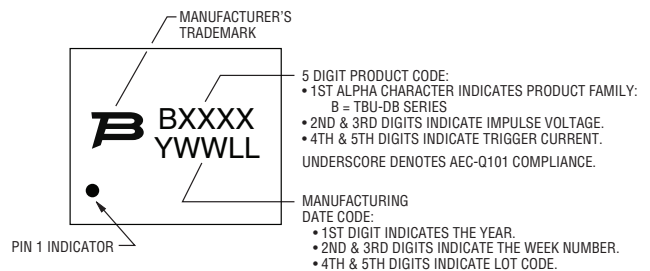 MANUFACTURER'S
TRADEMARK
B BXXXX
YWWLL
PIN 1 INDICATOR
5 DIGIT PRODUCT CODE:
• 1ST ALPHA CHARACTER INDICATES PRODUCT FAMILY:
B = TBU-DB SERIES
• 2ND & 3RD DIGITS INDICATE IMPULSE VOLTAGE.
• 4TH & 5TH DIGITS INDICATE TRIGGER CURRENT.
UNDERSCORE DENOTES AEC-Q101 COMPLIANCE.
MANUFACTURING
DATE CODE:
• 1ST DIGIT INDICATES THE YEAR.
• 2ND & 3RD DIGITS INDICATE THE WEEK NUMBER.
• 4TH & 5TH DIGITS INDICATE LOT CODE.